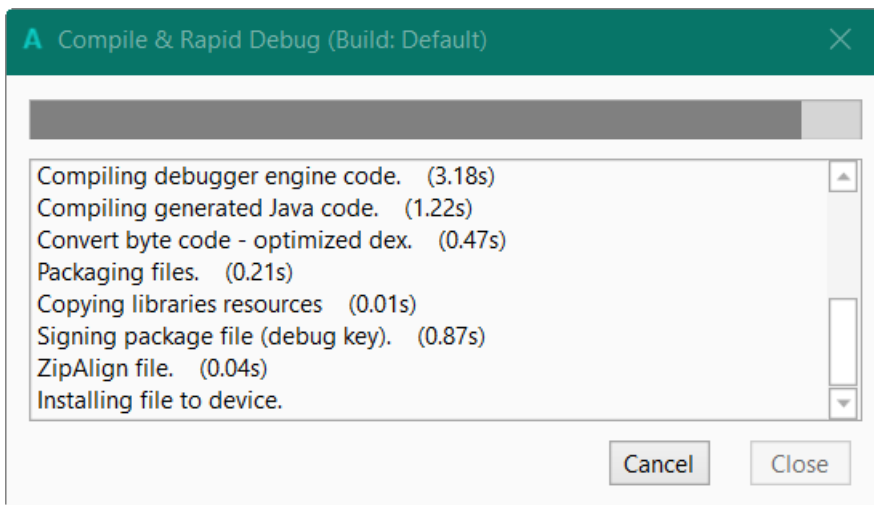 A Compile & Rapid Debug (Build: Default)
Compiling debugger engine code. (3.18s)
Compiling generated Java code. (1.22s)
Convert byte code - optimized dex. (0.47s)
Packaging files. (0.21s)
Copying libraries resources (0.01s)
Signing package file (debug key). (0.87s)
ZipAlign file. (0.04s)
Installing file to device.
Cancel Close